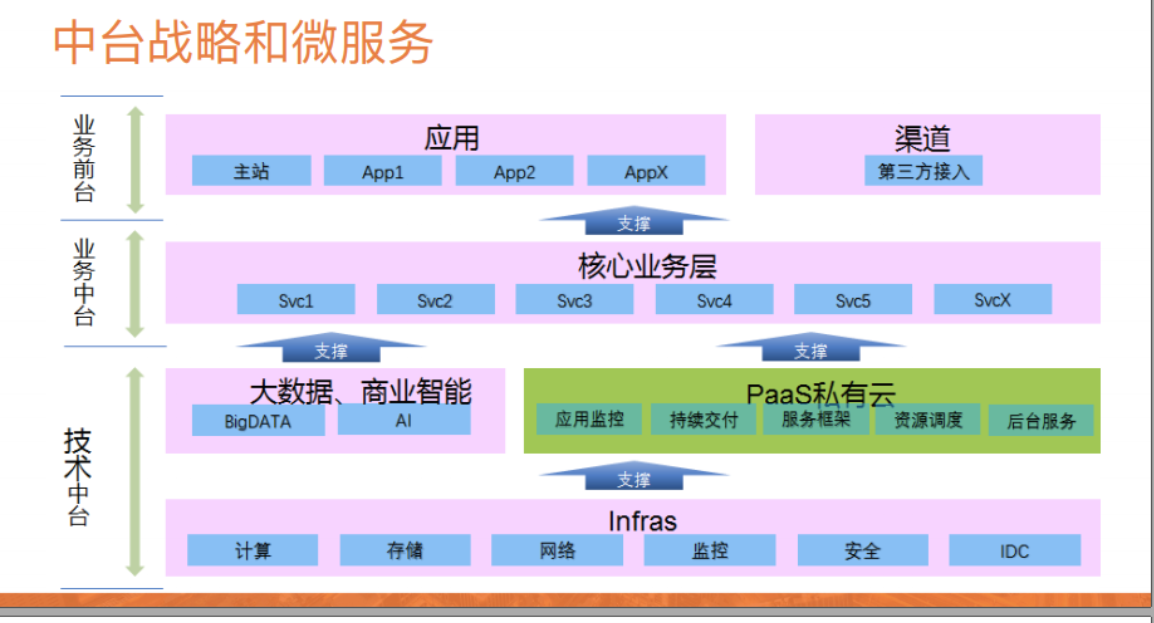 中台战略和微服务
业务前台
应用
主站
App1
App2
AppX
渠道
第三方接入
支撑
业务中台
核心业务层
Svc1
Svc2
Svc3
Svc4
Svc5
SvcX
支撑
支撑
技术中台
大数据、商业智能
BigDATA
AI
PaaS私有云
应用监控
持续交付
服务框架
资源调度
后台服务
支撑
Infras
计算
存储
网络
监控
安全
IDC